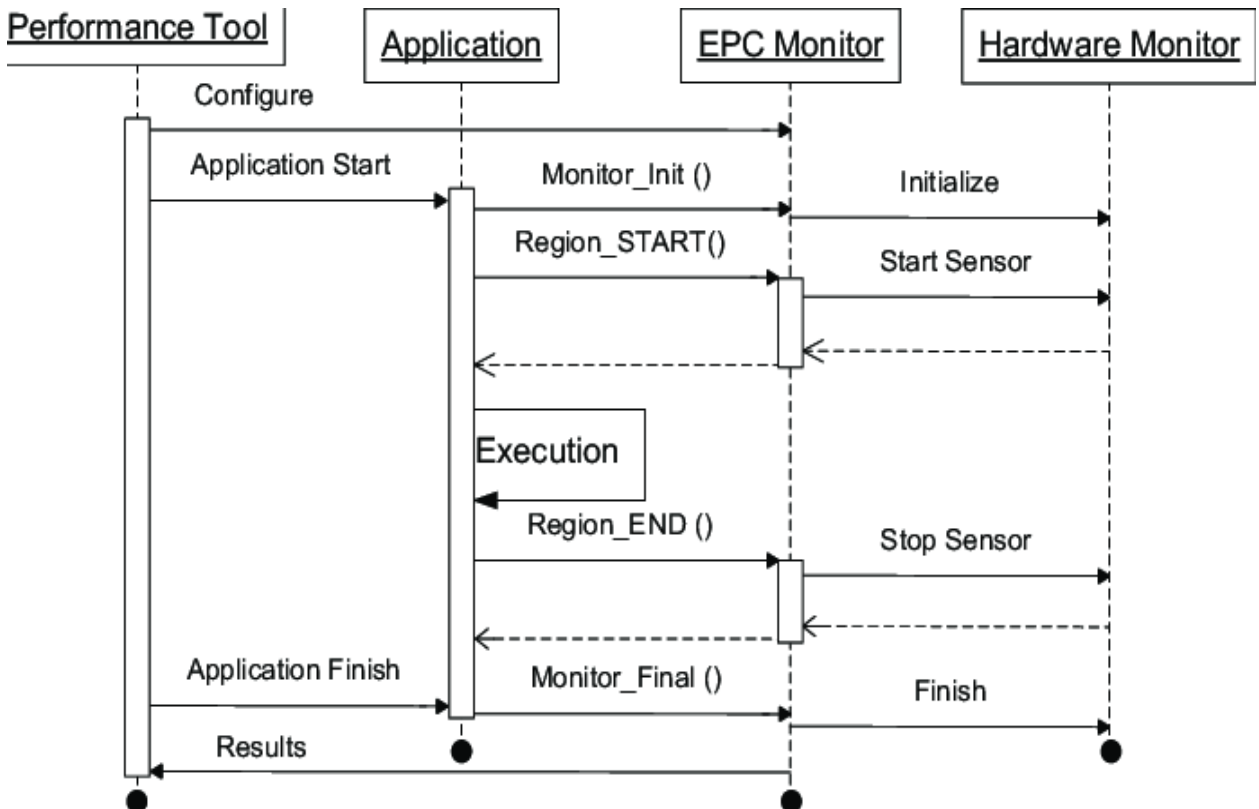 Performance Tool
Application
EPC Monitor
Hardware Monitor
Configure
Application Start
Monitor_Init ()
Initialize
Region_START()
Start Sensor
Execution
Region_END ()
Stop Sensor
Application Finish
Monitor_Final ()
Finish
Results